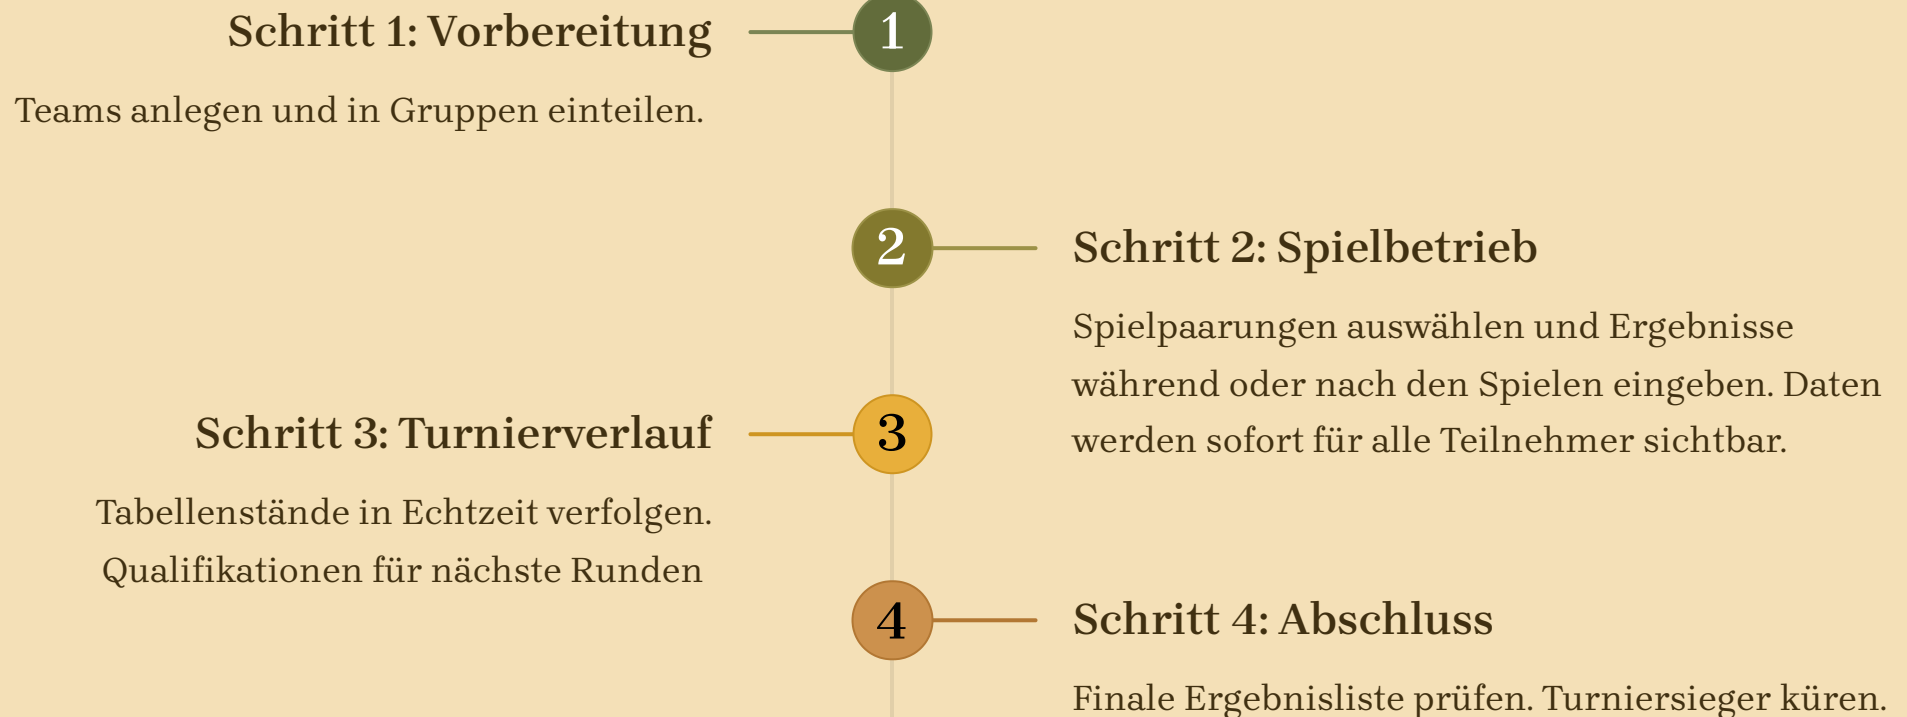 Schritt 1: Vorbereitung
1
Teams anlegen und in Gruppen einteilen.
2
Schritt 2: Spielbetrieb
Spielpaarungen auswählen und Ergebnisse
während oder nach den Spielen eingeben. Daten
werden sofort für alle Teilnehmer sichtbar.
Schritt 3: Turnierverlauf
3
Tabellenstände in Echtzeit verfolgen.
Qualifikationen für nächste Runden
4
Schritt 4: Abschluss
Finale Ergebnisliste prüfen. Turniersieger küren.